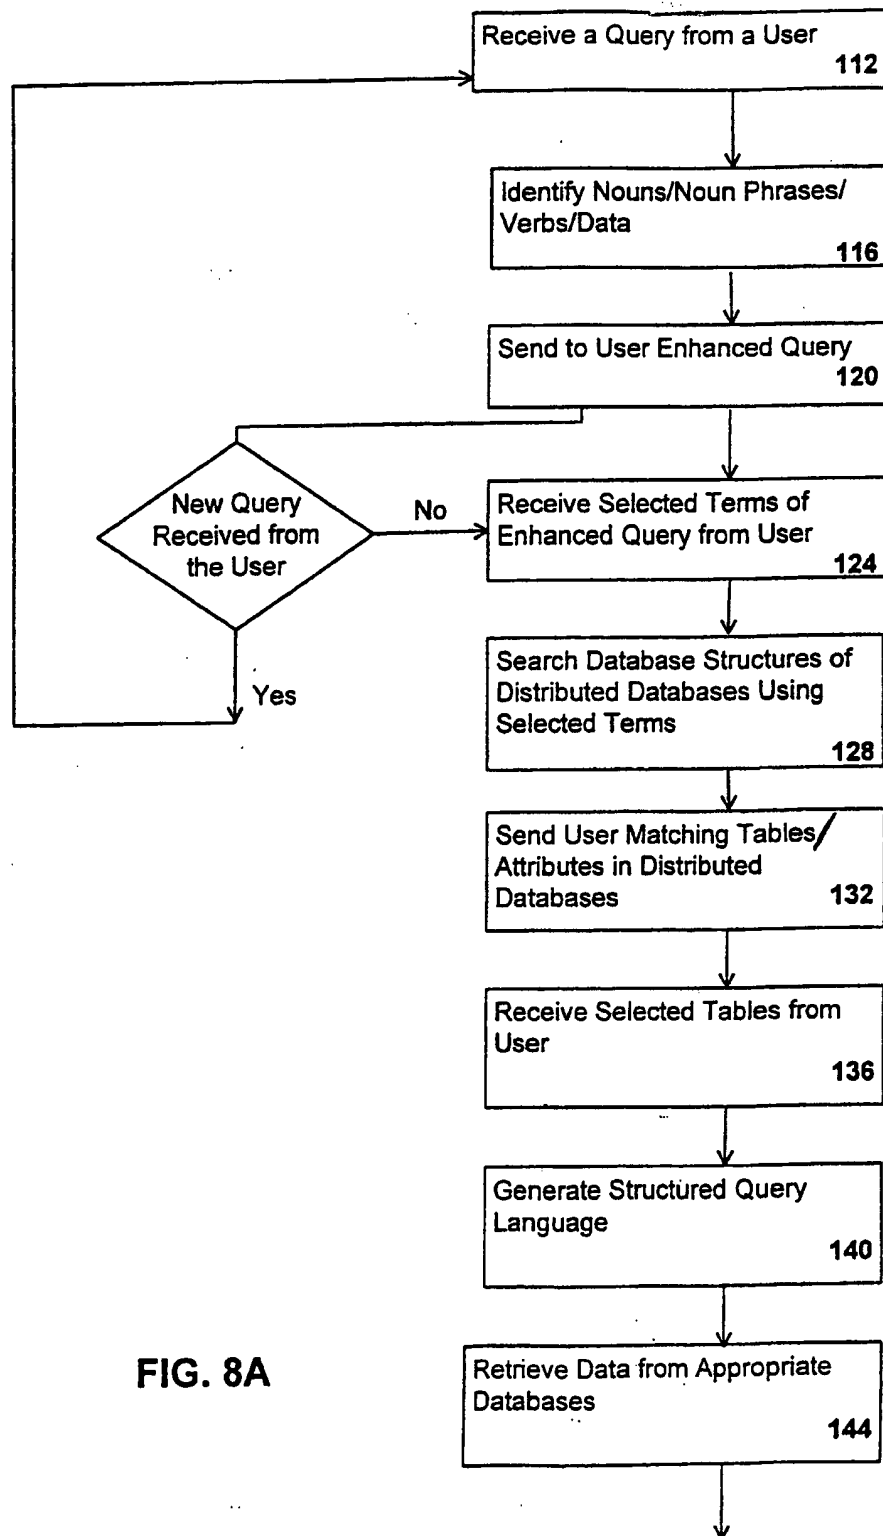 Receive a Query from a User
112
Identify Nouns/Noun Phrases/
Verbs/Data
116
Send to User Enhanced Query
120
New Query
Received from
the User
No
Yes
Receive Selected Terms of
Enhanced Query from User
124
Search Database Structures of
Distributed Databases Using
Selected Terms
128
Send User Matching Tables/
Attributes in Distributed
Databases
132
Receive Selected Tables from
User
136
Generate Structured Query
Language
140
Retrieve Data from Appropriate
Databases
144
FIG. 8A